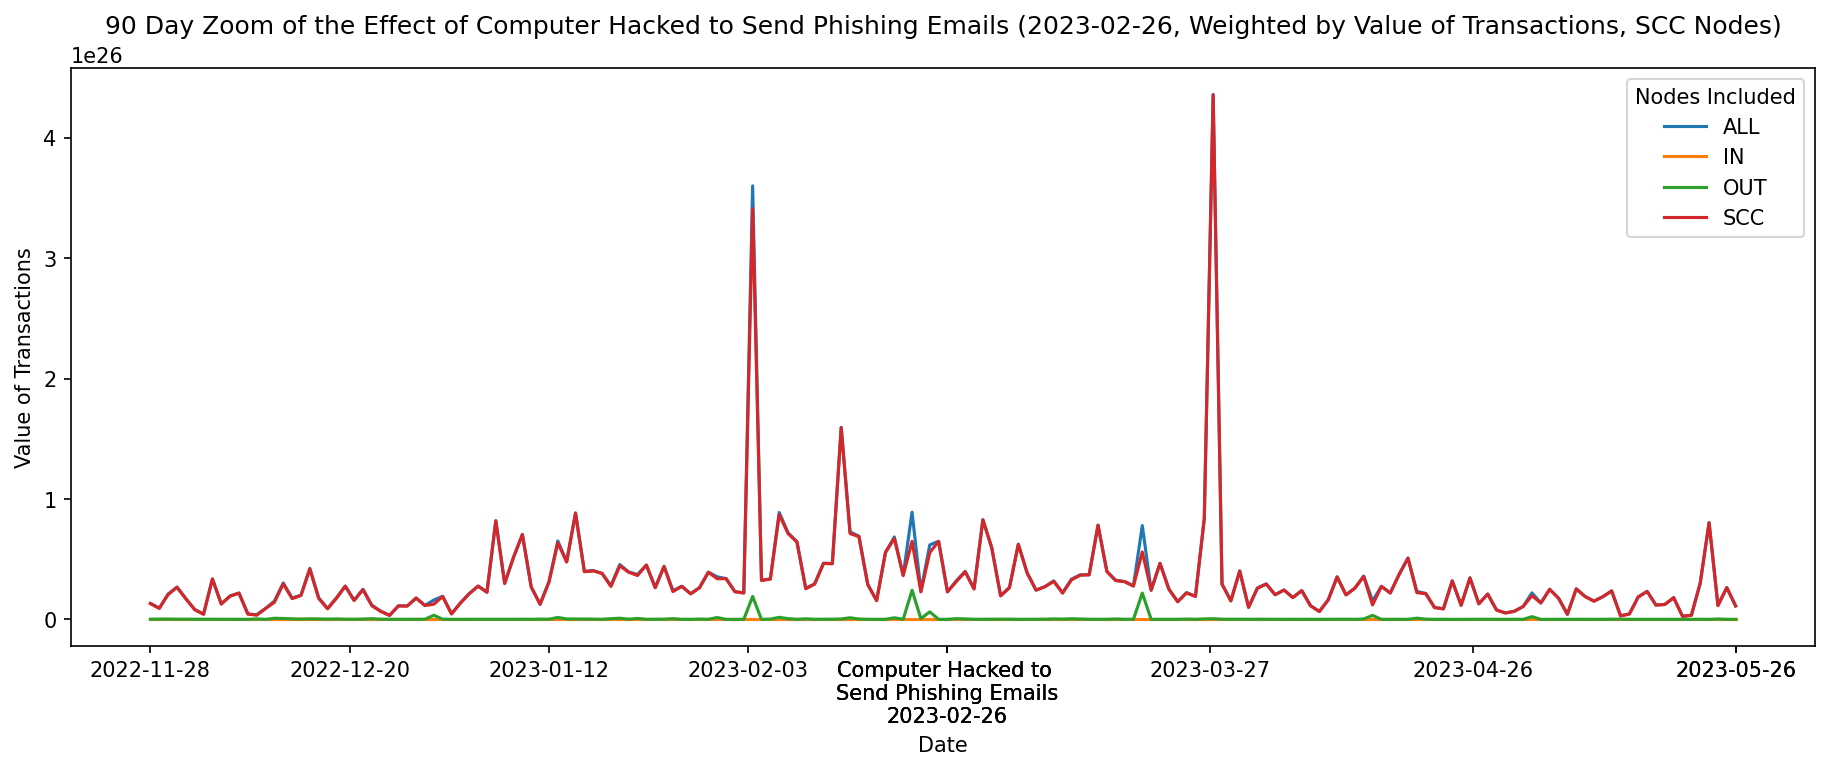 90 Day Zoom of the Effect of Computer Hacked to Send Phishing Emails (2023-02-26, Weighted by Value of Transactions, SCC Nodes)
1e26
Nodes Included
ALL
IN
OUT
SCC
4
3
2
1
0
Value of Transactions
2022-11-28
2022-12-20
2023-01-12
2023-02-03
Computer Hacked to
Send Phishing Emails
2023-02-26
2023-03-27
2023-04-26
2023-05-26
Date